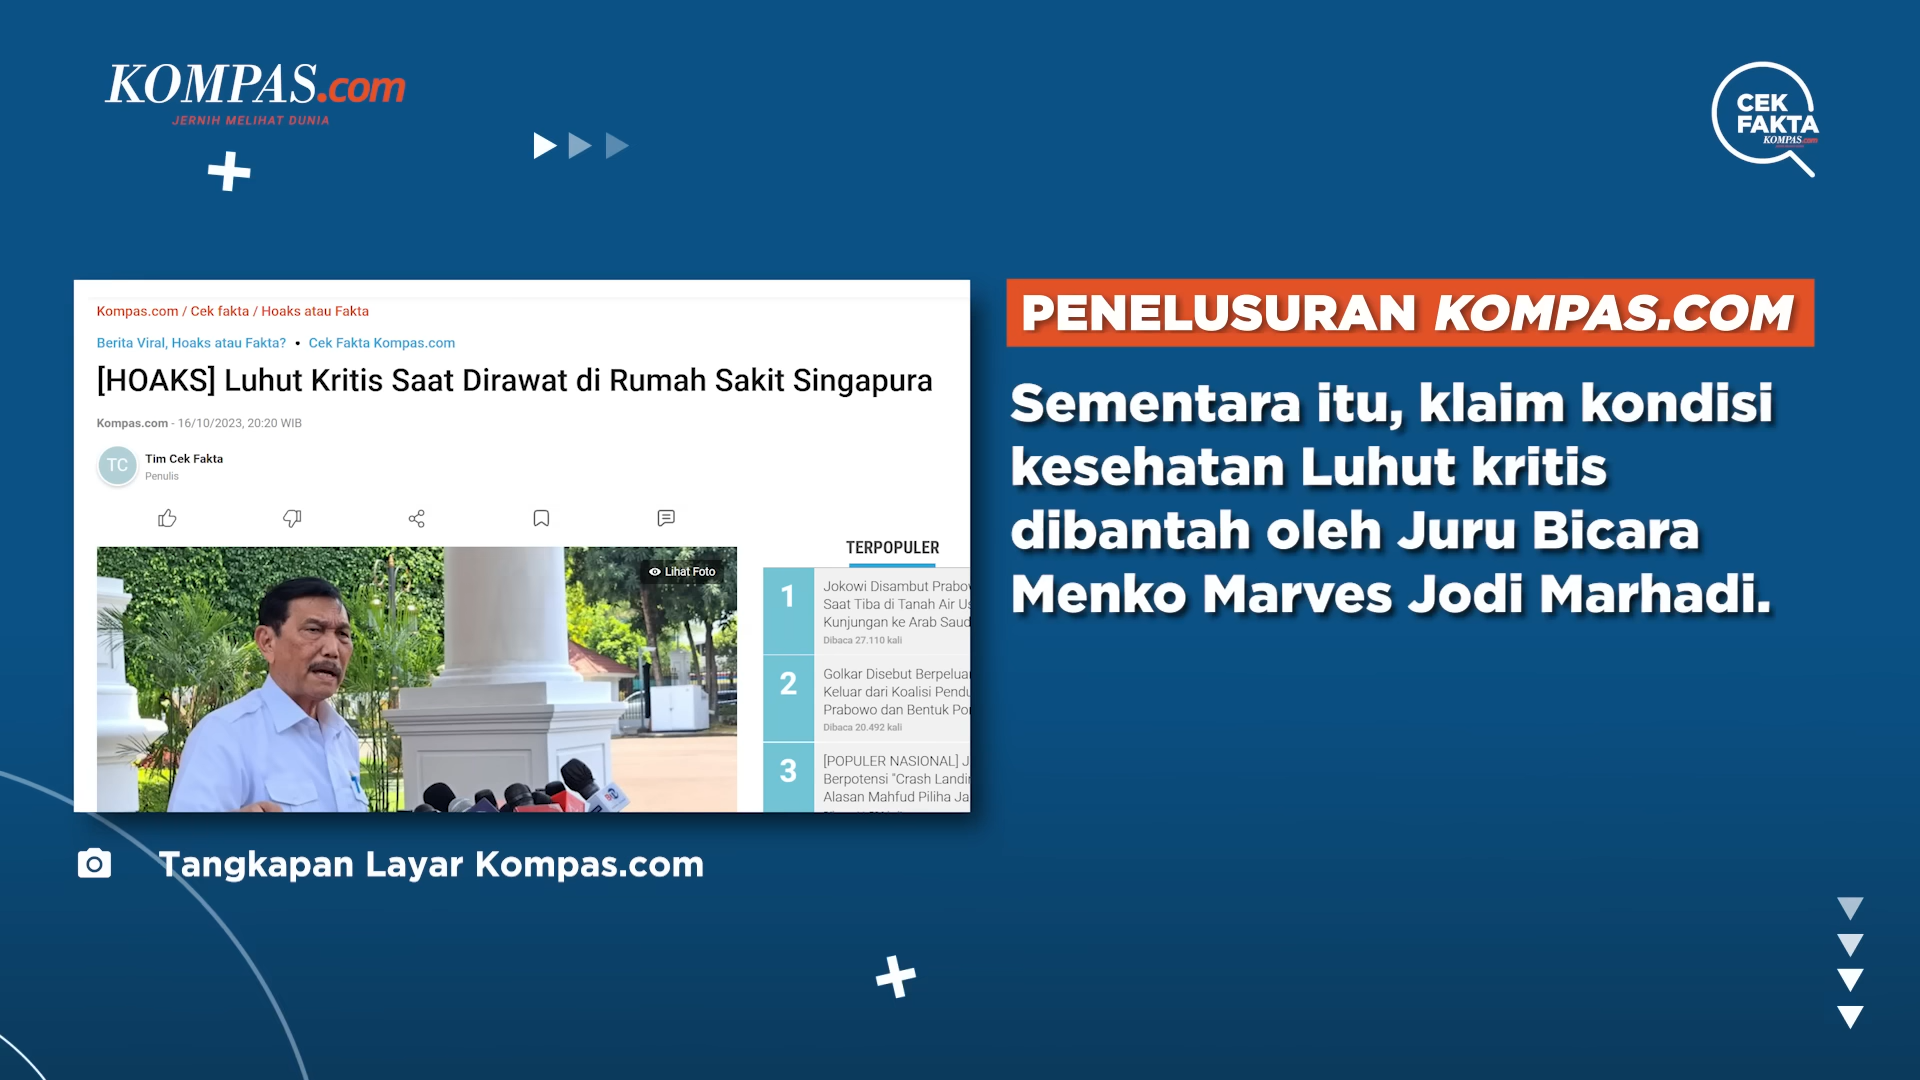 KOMPAS.com
JERNIH MELIHAT DUNIA
CEK
FAKTA
KOMPAS.com
Kompas.com / Cek fakta / Hoaks atau Fakta
Berita Viral, Hoaks atau Fakta? • Cek Fakta Kompas.com
[HOAKS] Luhut Kritis Saat Dirawat di Rumah Sakit Singapura
Kompas.com - 16/10/2023, 20:20 WIB
TC
Tim Cek Fakta
Penulis
Lihat Foto
TERPOPULER
1
Jokowi Disambut Prabow
Saat Tiba di Tanah Air Us
Kunjungan ke Arab Saud
Dibaca 27.110 kali
2
Golkar Disebut Berpelua
Keluar dari Koalisi Pendu
Prabowo dan Bentuk Por
Dibaca 20.492 kali
3
[POPULER NASIONAL] J
Berpotensi "Crash Landi
Alasan Mahfud Piliha Ja
Tangkapan Layar Kompas.com
PENELUSURAN KOMPAS.COM
Sementara itu, klaim kondisi
kesehatan Luhut kritis
dibantah oleh Juru Bicara
Menko Marves Jodi Marhadi.